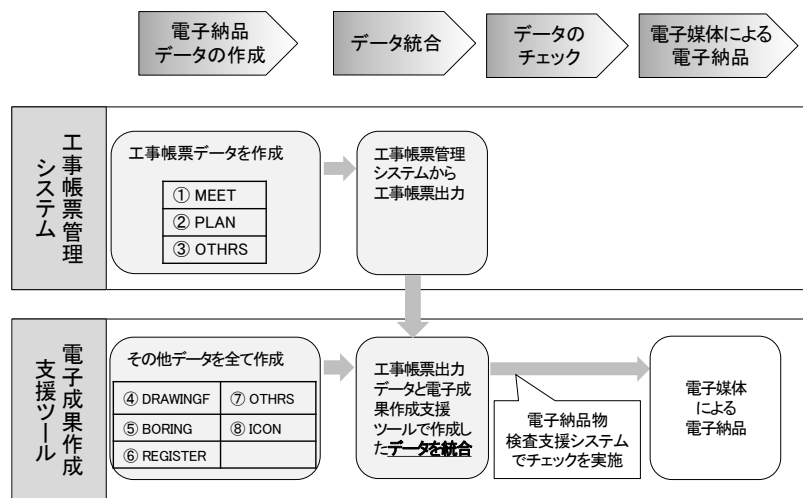 電子納品
データの作成
データ統合
データの
チェック
電子媒体による
電子納品
工事帳票管理
システム
工事帳票データを作成
① MEET
② PLAN
③ OTHRS
工事帳票管理
システムから
工事帳票出力
電子成果作成
支援ツール
その他データを全て作成
④ DRAWINGF
⑦ OTHRS
⑤ BORING
⑧ ICON
⑥ REGISTER
工事帳票出力
データと電子成
果作成支援
ツールで作成し
たデータを統合
電子納品物
検査支援システム
でチェックを実施
電子媒体
による
電子納品